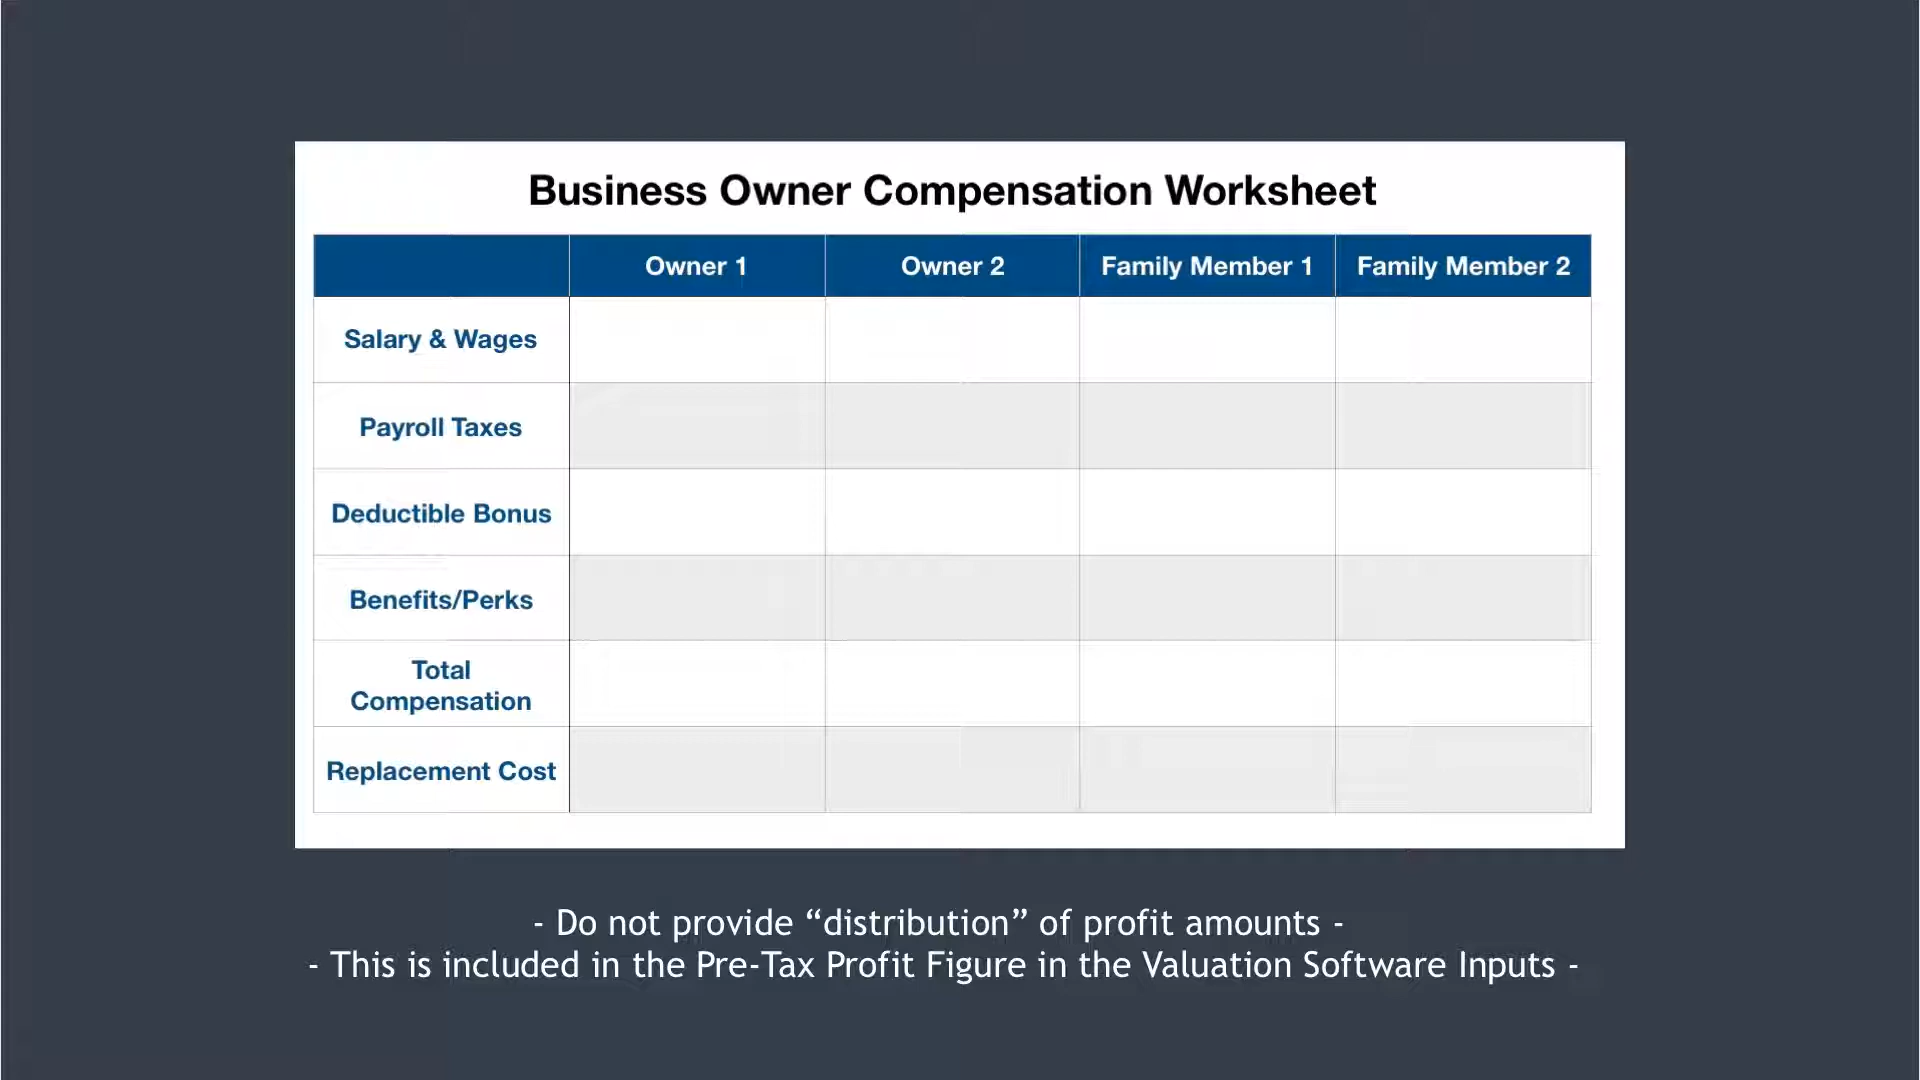 Business Owner Compensation Worksheet
Owner 1 Owner 2 Family Member 1 Family Member 2
Salary & Wages
Payroll Taxes
Deductible Bonus
Benefits/Perks
Total
Compensation
Replacement Cost
- Do not provide “distribution” of profit amounts -
- This is included in the Pre-Tax Profit Figure in the Valuation Software Inputs -